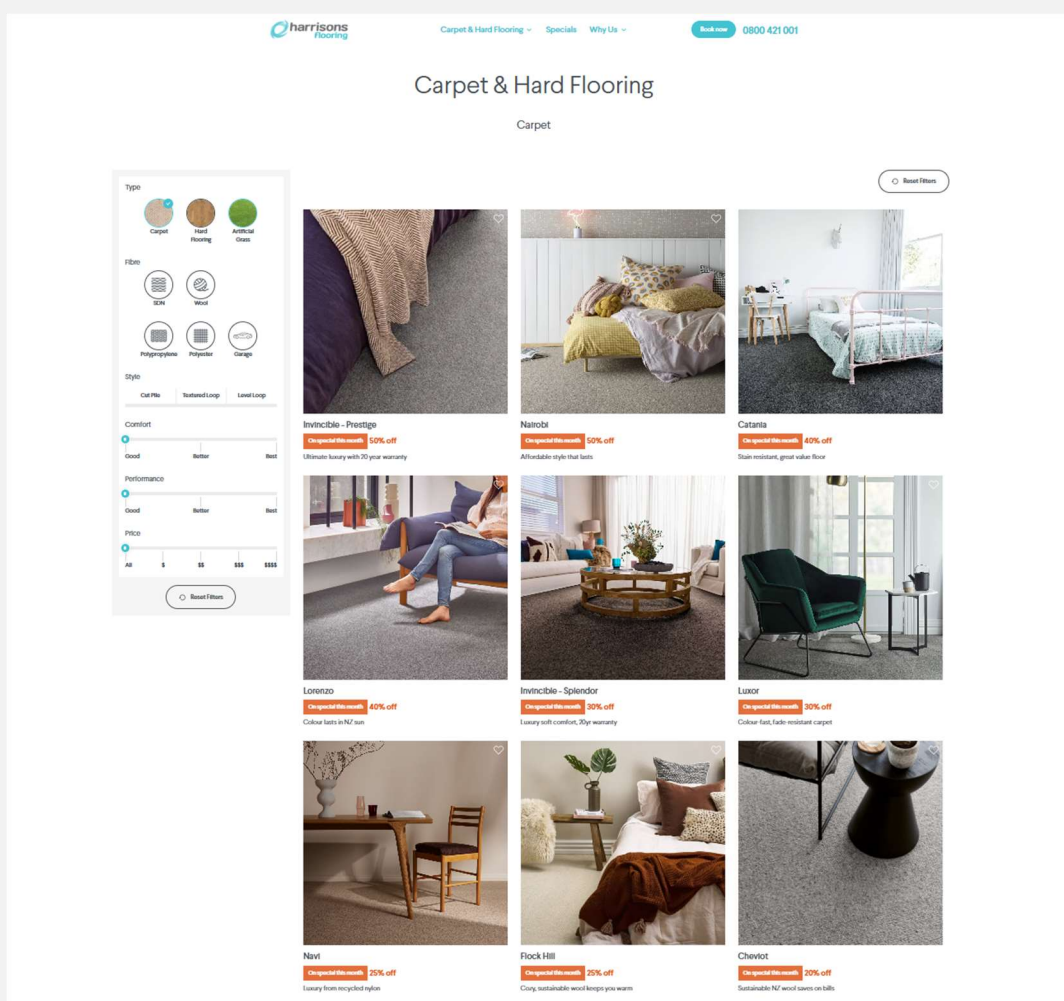 harrisons
flooring
Carpet & Hard Flooring
Specials
Why Us
Book now
0800 421 001
Carpet & Hard Flooring
Carpet
Reset Filters
Type
Carpet
Hard
Flooring
Artificial
Grass
Fibre
SDN
Wool
Polypropylene
Polyester
Garage
Style
Cut Pile
Textured Loop
Level Loop
Comfort
Good
Better
Best
Performance
Good
Better
Best
Price
All
$
$$
$$$
$$$$
Reset Filters
Invincible - Prestige
On special this month 50% off
Ultimate luxury with 20 year warranty
Nairobi
On special this month 50% off
Affordable style that lasts
Catania
On special this month 40% off
Stain resistant, great value floor
Lorenzo
On special this month 40% off
Colour lasts in NZ sun
Invincible - Splendor
On special this month 30% off
Luxury soft comfort, 20yr warranty
Luxor
On special this month 30% off
Colour-fast, fade-resistant carpet
Navi
On special this month 25% off
Luxury from recycled nylon
Flock Hill
On special this month 25% off
Cozy, sustainable wool keeps you warm
Cheviot
On special this month 20% off
Sustainable NZ wool saves on bills